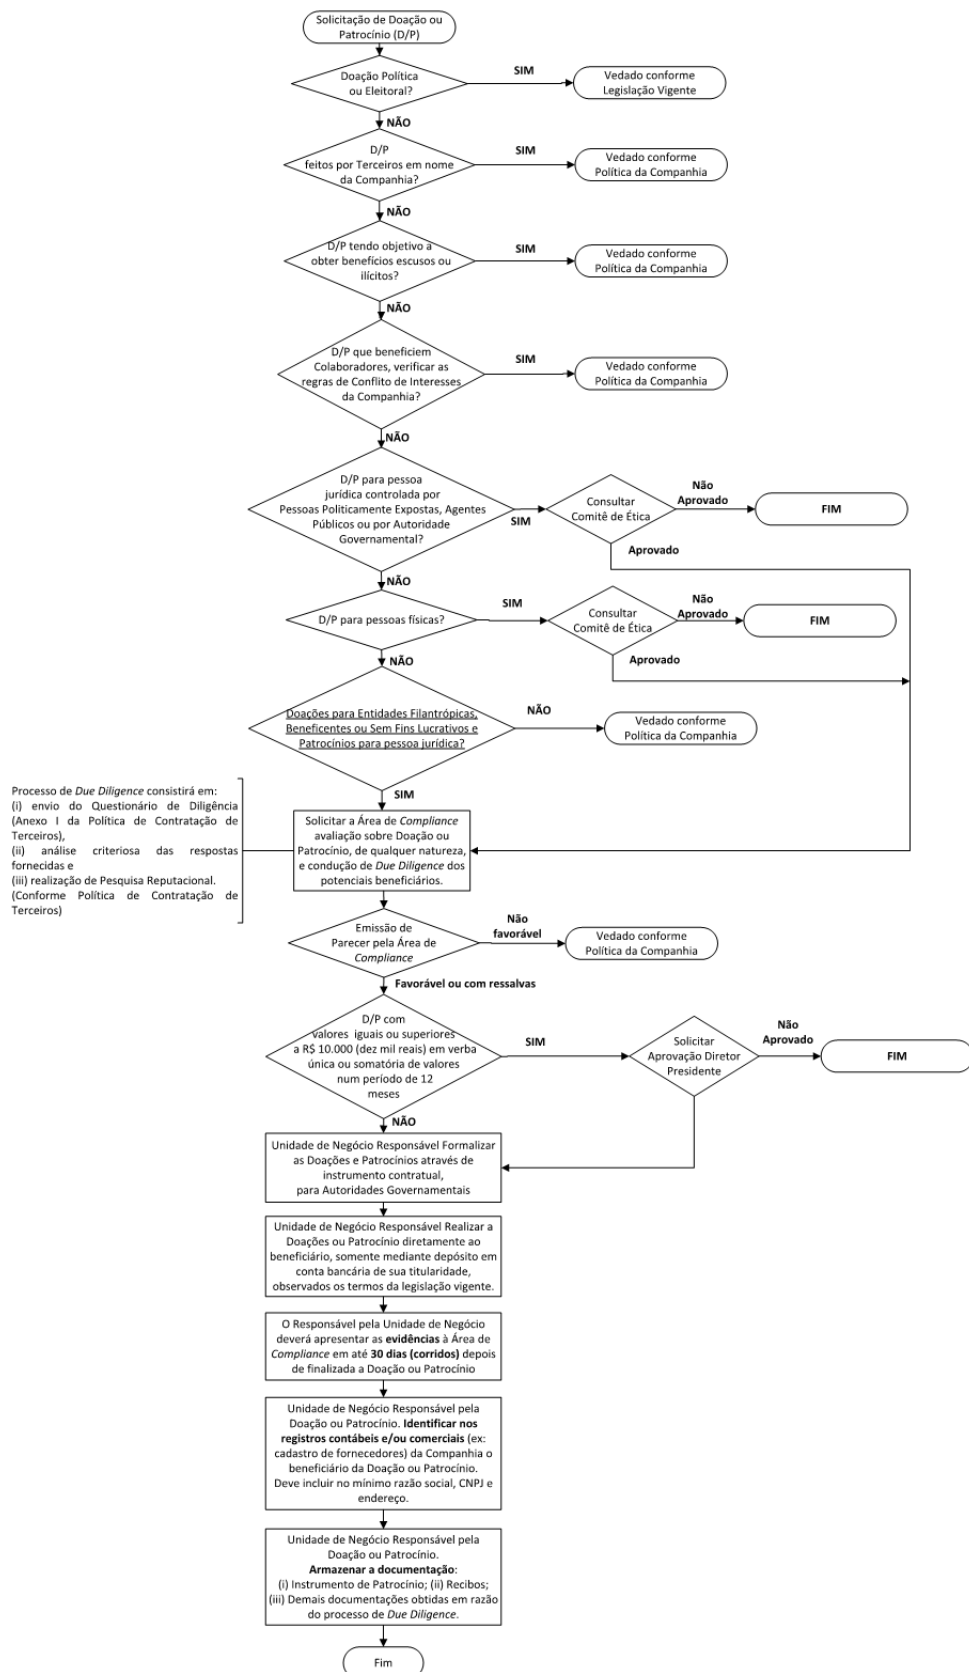 Solicitação de Doação ou
Patrocínio (D/P)
Doação Política
ou Eleitoral?
SIM
Vedado conforme
Legislação Vigente
NÃO
D/P
feitos por Terceiros em nome
da Companhia?
SIM
Vedado conforme
Política da Companhia
NÃO
D/P tendo objetivo a
obter benefícios escusos ou
ilícitos?
SIM
Vedado conforme
Política da Companhia
NÃO
D/P que beneficiem
Colaboradores, verificar as
regras de Conflito de Interesses
da Companhia?
SIM
Vedado conforme
Política da Companhia
NÃO
D/P para pessoa
jurídica controlada por
Pessoas Politicamente Expostas, Agentes
Públicos ou por Autoridade
Governamental?
SIM
Consultar
Comitê de Ética
Não
Aprovado
FIM
Aprovado
NÃO
D/P para pessoas físicas?
SIM
Consultar
Comitê de Ética
Não
Aprovado
FIM
Aprovado
NÃO
Doações para Entidades Filantrópicas,
Beneficentes ou Sem Fins Lucrativos e
Patrocínios para pessoa jurídica?
NÃO
Vedado conforme
Política da Companhia
SIM
Processo de Due Diligence consistirá em:
(i) envio do Questionário de Diligência
(Anexo I da Política de Contratação de
Terceiros),
(ii) análise criteriosa das respostas
fornecidas e
(iii) realização de Pesquisa Reputacional.
(Conforme Política de Contratação de
Terceiros)
Solicitar a Área de Compliance
avaliação sobre Doação ou
Patrocínio, de qualquer natureza,
e condução de Due Diligence dos
potenciais beneficiários.
Emissão de
Parecer pela Área de
Compliance
Não
favorável
Vedado conforme
Política da Companhia
Favorável ou com ressalvas
D/P com
valores iguais ou superiores
a R$ 10.000 (dez mil reais) em verba
única ou somatória de valores
num período de 12
meses
SIM
Solicitar
Aprovação Diretor
Presidente
Não
Aprovado
FIM
NÃO
Unidade de Negócio Responsável Formalizar
as Doações e Patrocínios através de
instrumento contratual,
para Autoridades Governamentais
Unidade de Negócio Responsável Realizar a
Doações ou Patrocínio diretamente ao
beneficiário, somente mediante depósito em
conta bancária de sua titularidade,
observados os termos da legislação vigente.
O Responsável pela Unidade de Negócio
deverá apresentar as evidências à Área de
Compliance em até 30 dias (corridos) depois
de finalizada a Doação ou Patrocínio
Unidade de Negócio Responsável pela
Doação ou Patrocínio. Identificar nos
registros contábeis e/ou comerciais (ex:
cadastro de fornecedores) da Companhia o
beneficiário da Doação ou Patrocínio.
Deve incluir no mínimo razão social, CNPJ e
endereço.
Unidade de Negócio Responsável pela
Doação ou Patrocínio.
Armazenar a documentação:
(i) Instrumento de Patrocínio; (ii) Recibos;
(iii) Demais documentações obtidas em razão
do processo de Due Diligence.
Fim